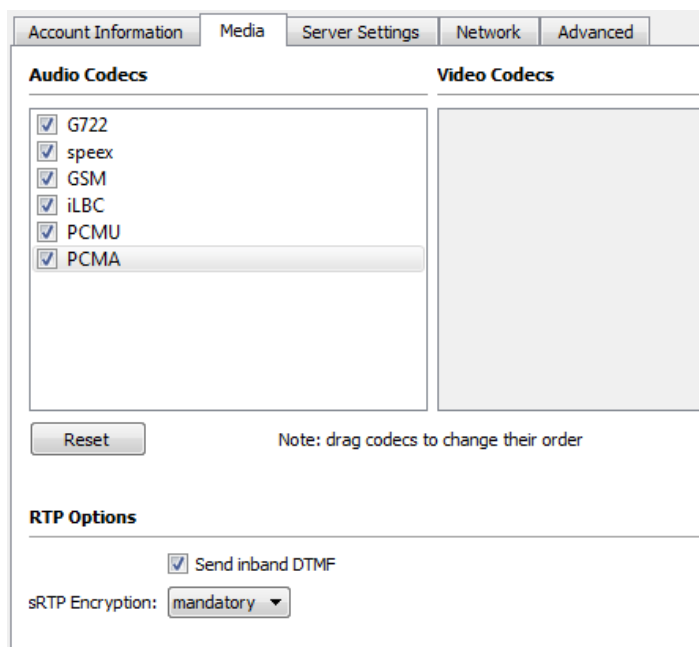 Account Information Media Server Settings Network Advanced
Audio Codecs Video Codecs
G722
speex
GSM
iLBC
PCMU
PCMA
Reset Note: drag codecs to change their order
RTP Options
Send inband DTMF
sRTP Encryption: mandatory